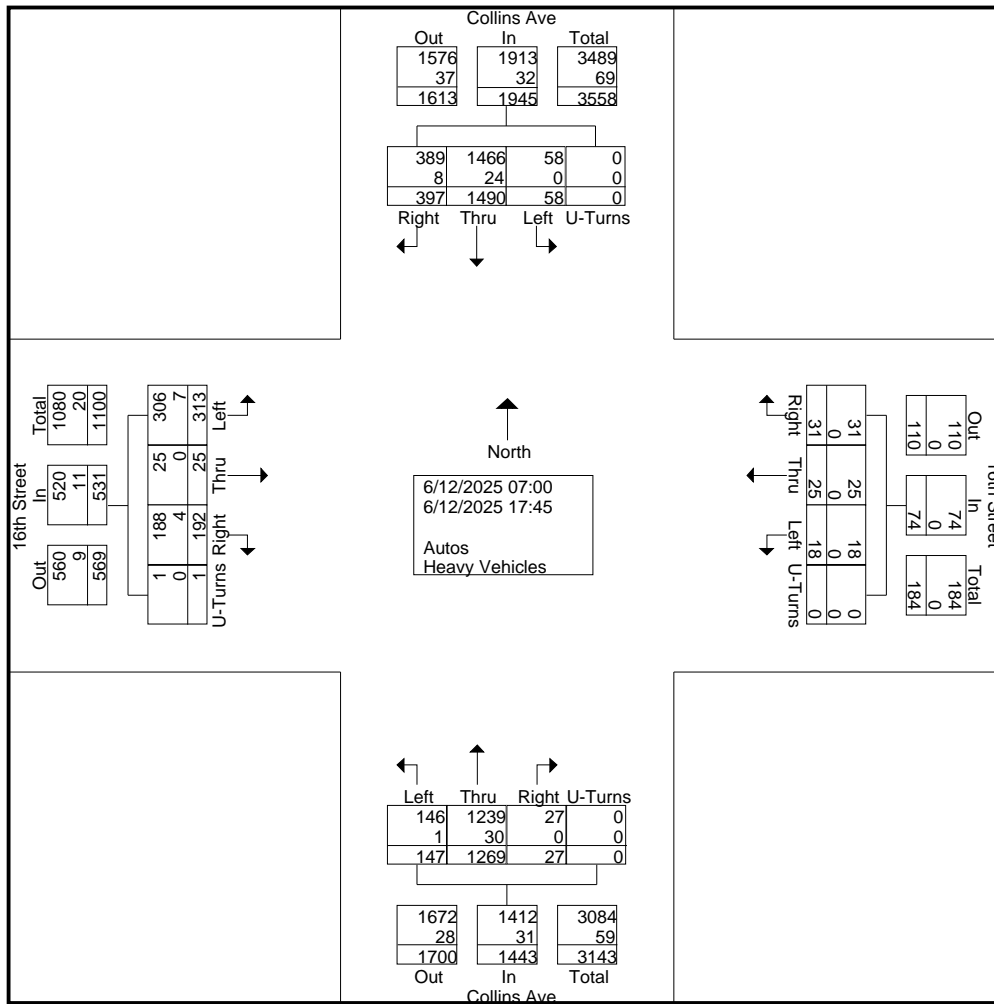 Collins Ave
Out In Total
1576 1913 3489
37 32 69
1613 1945 3558
389 1466 58 0
8 24 0 0
397 1490 58 0
Right Thru Left U-Turns
16th Street
Total In Out
1080 520 560
20 11 9
1100 531 569
306 25 188 1
7 0 4 0
313 25 192 1
Left Thru Right U-Turns
North
6/12/2025 07:00
6/12/2025 17:45
Autos
Heavy Vehicles
Right Thru Left U-Turns
31 25 18 0
0 0 0 0
31 25 18 0
Out In Total
110 74 184
0 0 0
110 74 184
Street
Left Thru Right U-Turns
146 1239 27 0
1 30 0 0
147 1269 27 0
1672 1412 3084
28 31 59
1700 1443 3143
Out In Total
Collins Ave